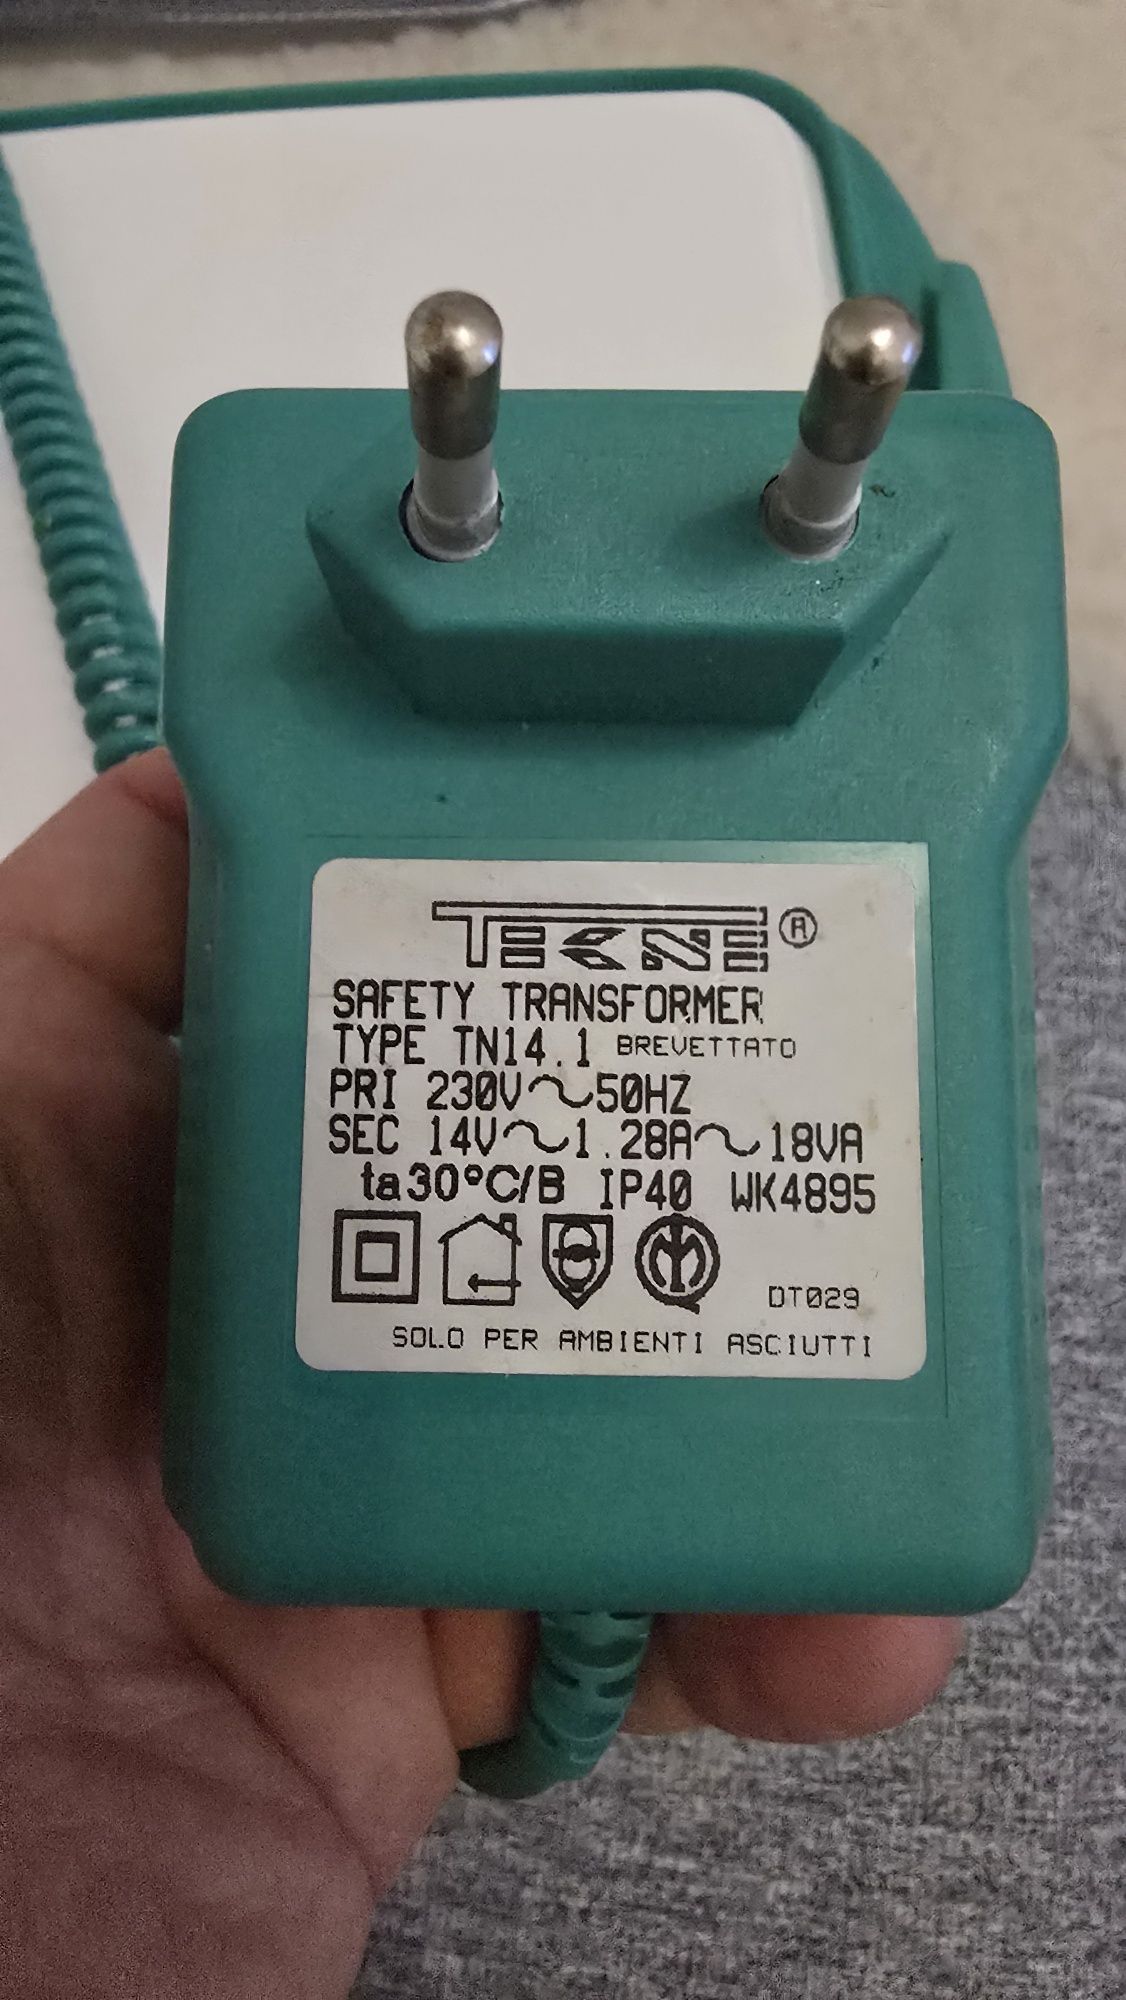 TEKNE ®
SAFETY TRANSFORMER
TYPE TN14.1 BREVETTATO
PRI 230V~50HZ
SEC 14V~1.28A~18VA
ta30°C/B IP40 WK4895
DT029
SOLO PER AMBIENTI ASCIUTTI